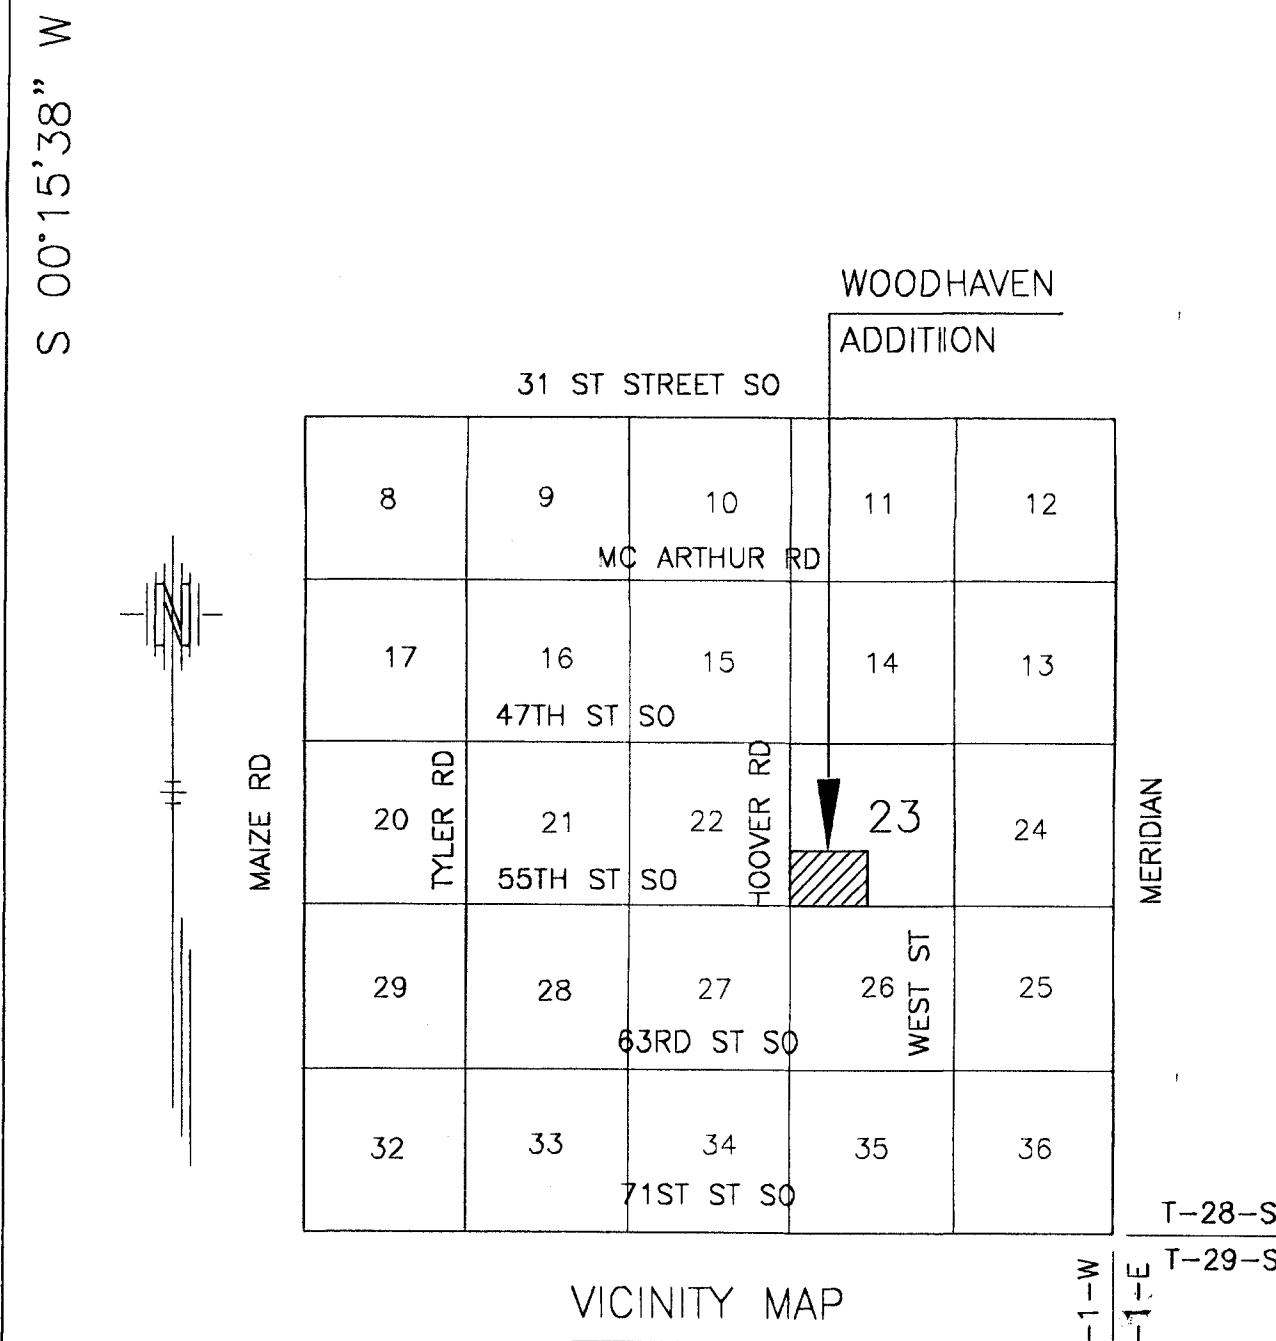 S 00°15'38" W
WOODHAVEN
ADDITION
31 ST STREET SO
8 9 10 11 12
MC ARTHUR RD
N
17 16 15 14 13
47TH ST SO
MAIZE RD
TYLER RD
HOOVER RD
MERIDIAN
20 21 22 23 24
55TH ST SO
29 28 27 26 25
WEST ST
63RD ST SO
32 33 34 35 36
71ST ST SO
T-28-S
T-29-S
-1-W
-1-E
VICINITY MAP